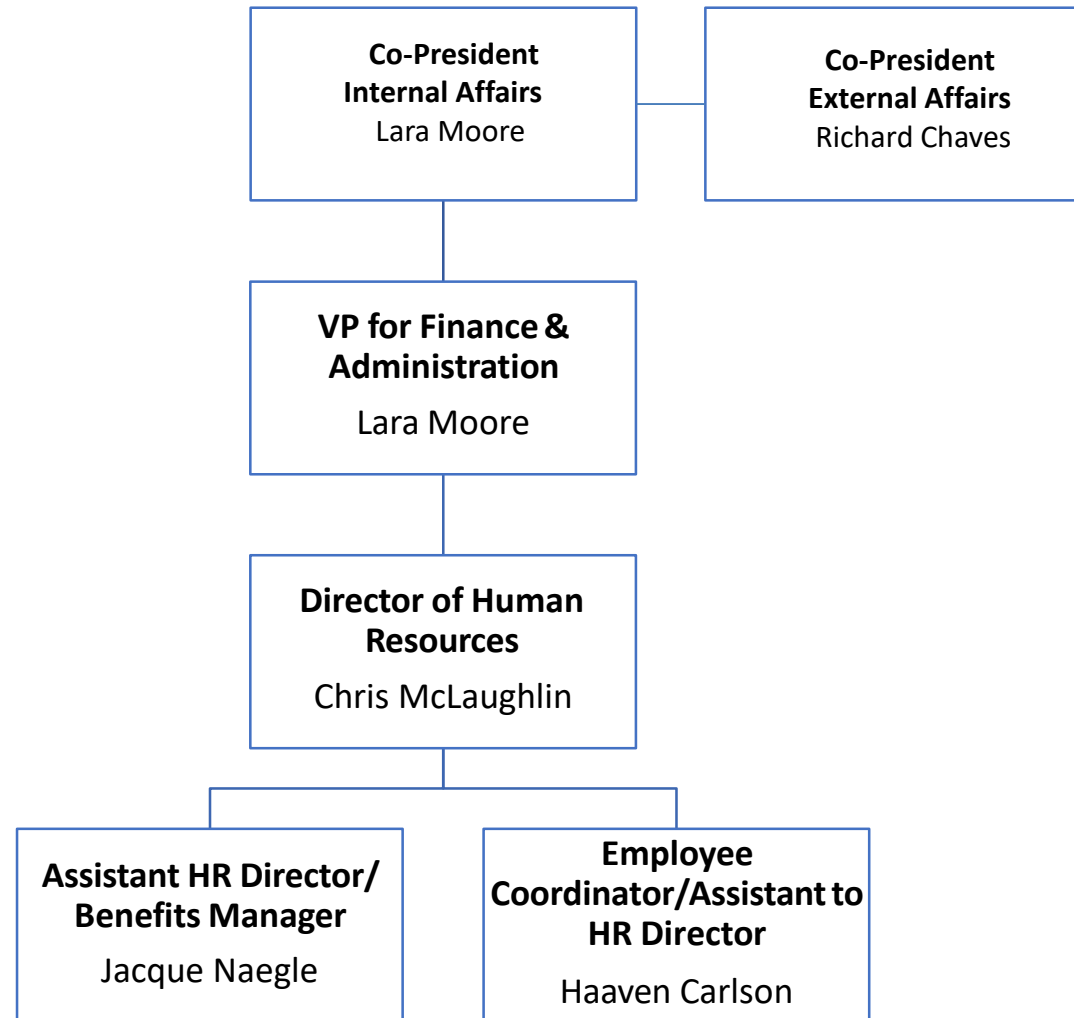 Co-President
Internal Affairs
Lara Moore
Co-President
External Affairs
Richard Chaves
VP for Finance &
Administration
Lara Moore
Director of Human
Resources
Chris McLaughlin
Assistant HR Director/
Benefits Manager
Jacque Naegle
Employee
Coordinator/Assistant to
HR Director
Haaven Carlson